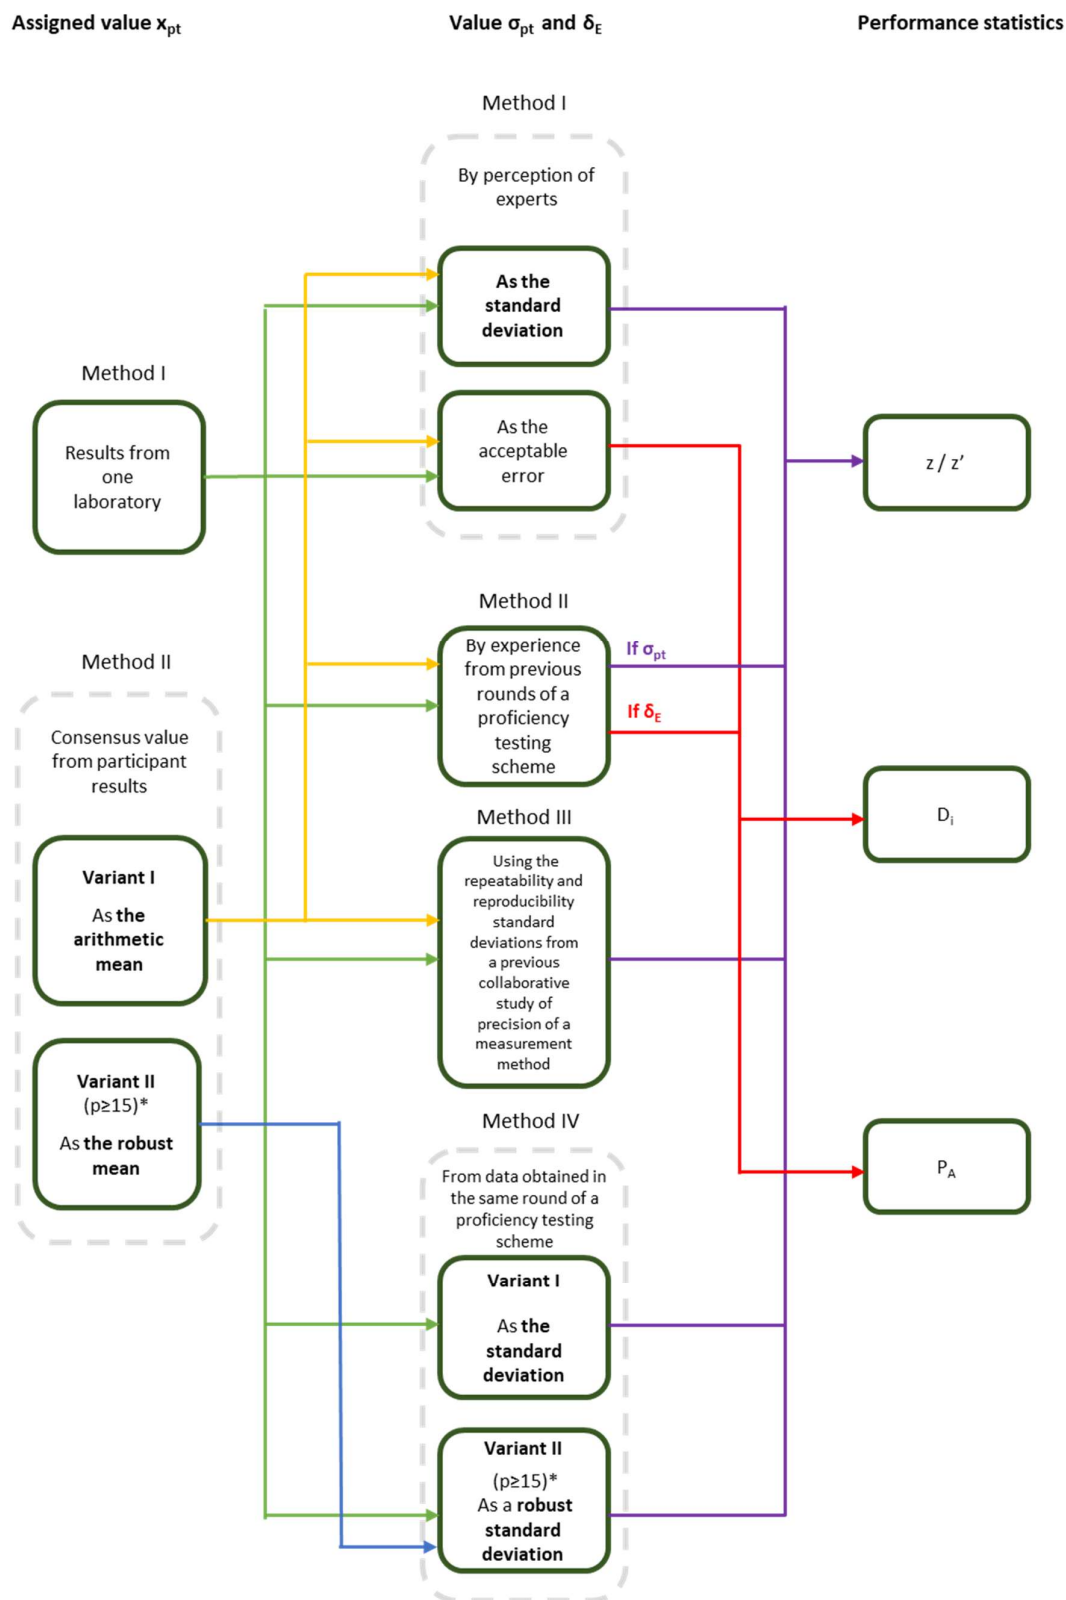 Assigned value xpt
Value σpt and δE
Performance statistics
Method I
By perception of
experts
As the
standard
deviation
As the
acceptable
error
Method I
Results from
one
laboratory
z / z’
Method II
By experience
from previous
rounds of a
proficiency
testing
scheme
If σpt
If δE
Method II
Consensus value
from participant
results
Variant I
As the
arithmetic
mean
Variant II
(p≥15)*
As the robust
mean
Method III
Using the
repeatability and
reproducibility
standard
deviations from
a previous
collaborative
study of
precision of a
measurement
method
Di
Method IV
From data obtained in
the same round of a
proficiency testing
scheme
Variant I
As the
standard
deviation
Variant II
(p≥15)*
As a robust
standard
deviation
PA